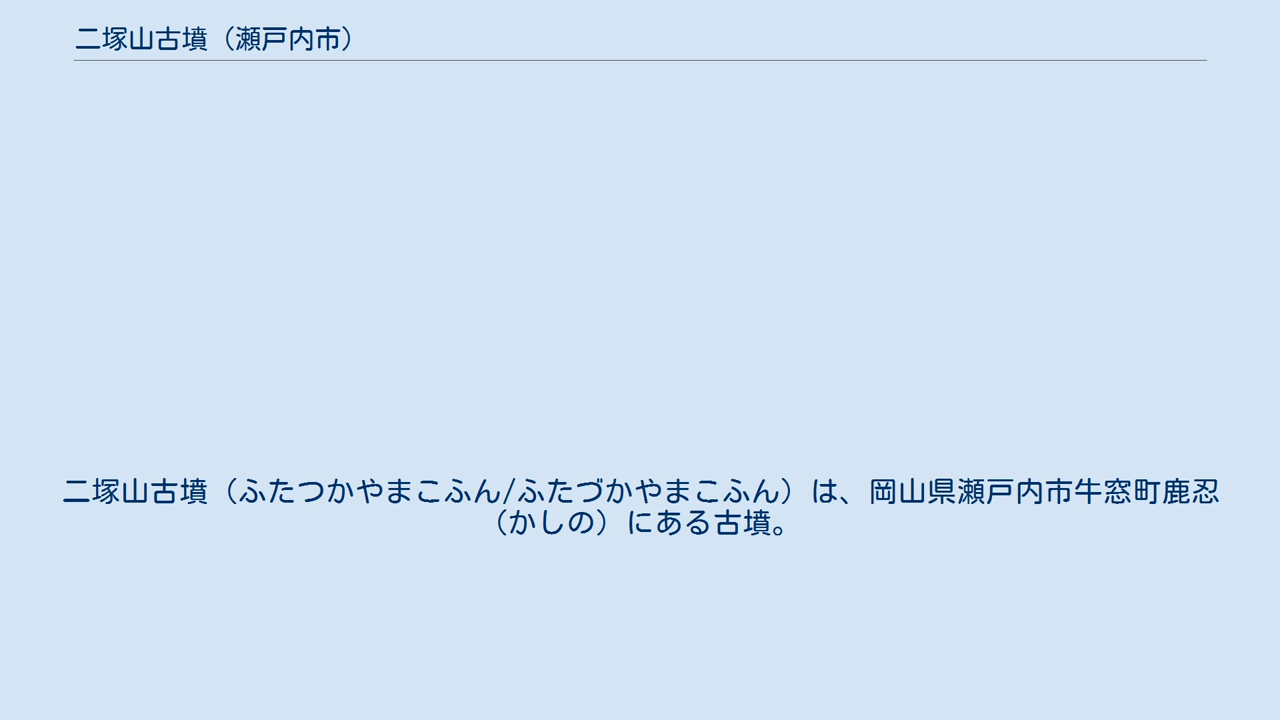 二塚山古墳（瀬戸内市）
二塚山古墳（ふたつかやまこふん/ふたづかやまこふん）は、岡山県瀬戸内市牛窓町鹿忍
（かしの）にある古墳。